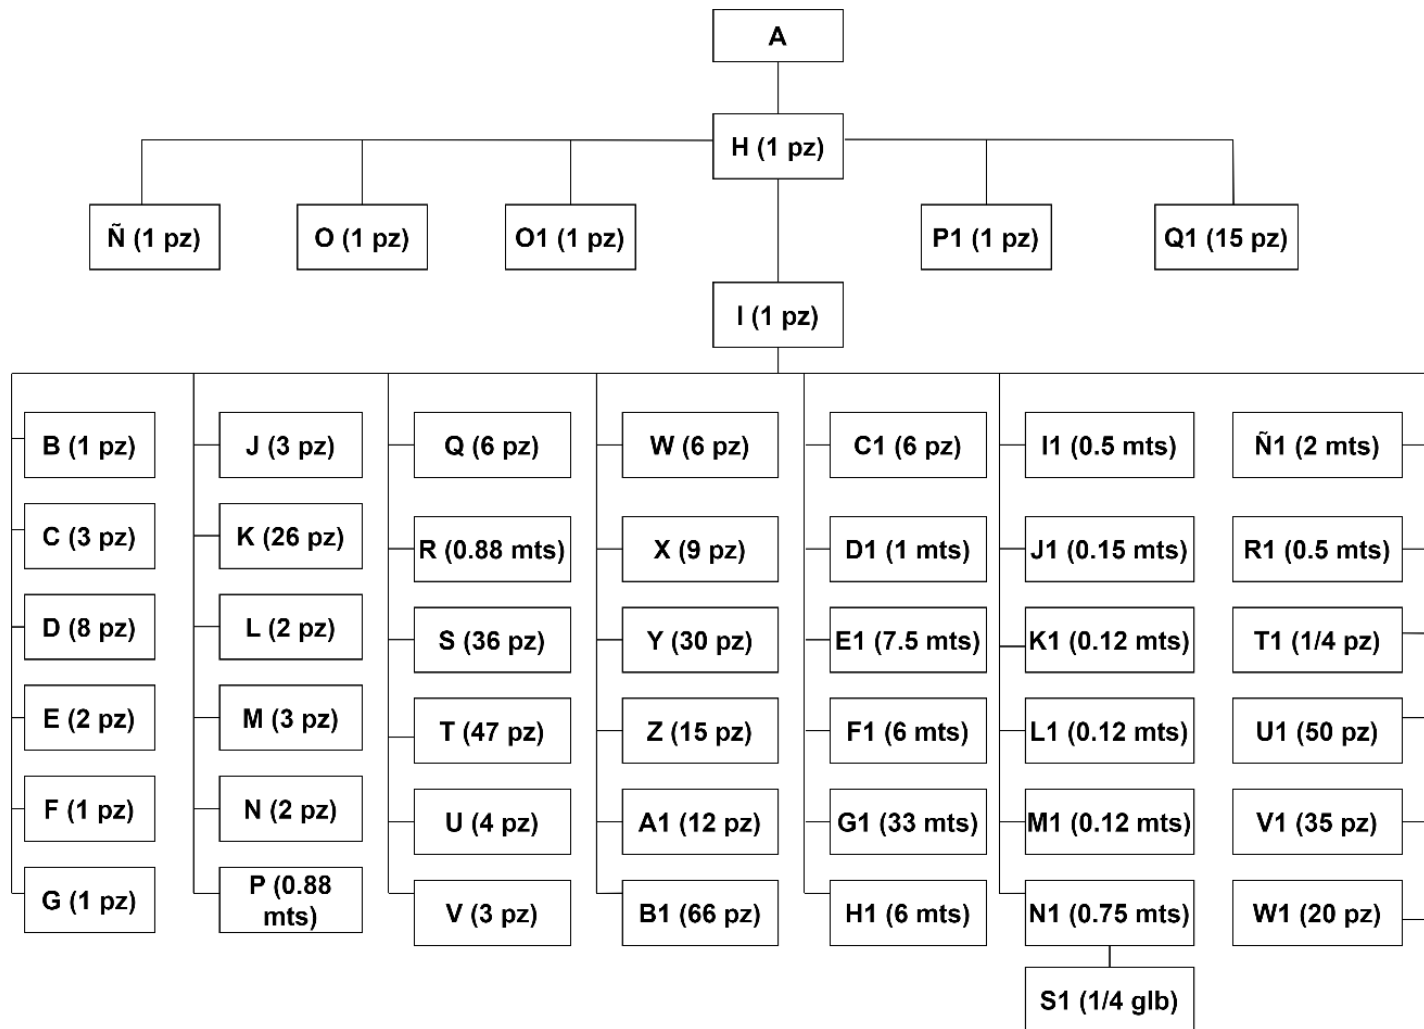 A
H (1 pz)
Ñ (1 pz)
O (1 pz)
O1 (1 pz)
P1 (1 pz)
Q1 (15 pz)
I (1 pz)
B (1 pz)
C (3 pz)
D (8 pz)
E (2 pz)
F (1 pz)
G (1 pz)
J (3 pz)
K (26 pz)
L (2 pz)
M (3 pz)
N (2 pz)
P (0.88
mts)
Q (6 pz)
R (0.88 mts)
S (36 pz)
T (47 pz)
U (4 pz)
V (3 pz)
W (6 pz)
X (9 pz)
Y (30 pz)
Z (15 pz)
A1 (12 pz)
B1 (66 pz)
C1 (6 pz)
D1 (1 mts)
E1 (7.5 mts)
F1 (6 mts)
G1 (33 mts)
H1 (6 mts)
I1 (0.5 mts)
J1 (0.15 mts)
K1 (0.12 mts)
L1 (0.12 mts)
M1 (0.12 mts)
N1 (0.75 mts)
S1 (1/4 glb)
Ñ1 (2 mts)
R1 (0.5 mts)
T1 (1/4 pz)
U1 (50 pz)
V1 (35 pz)
W1 (20 pz)